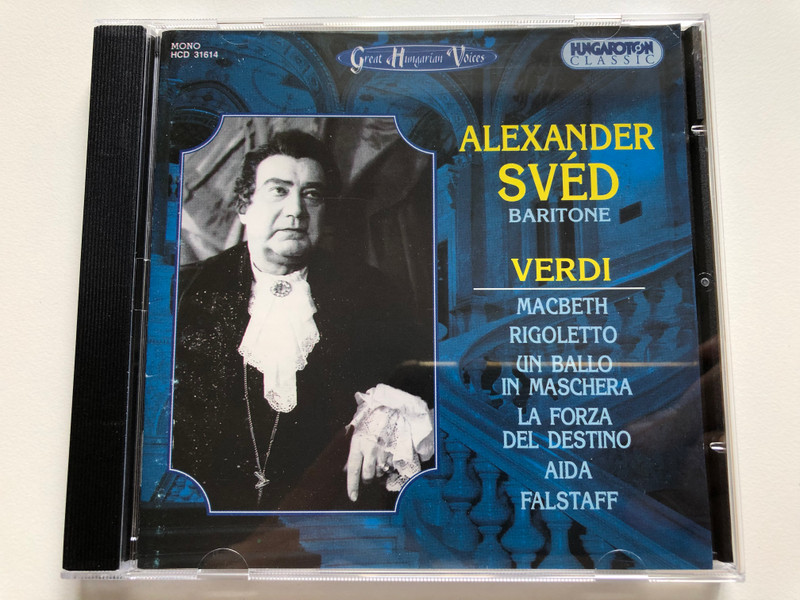 MONO
HCD 31614
Great Hungarian Voices
HUNGAROTON
CLASSIC
ALEXANDER
SVÉD
BARITONE
VERDI
MACBETH
RIGOLETTO
UN BALLO
IN MASCHERA
LA FORZA
DEL DESTINO
AIDA
FALSTAFF